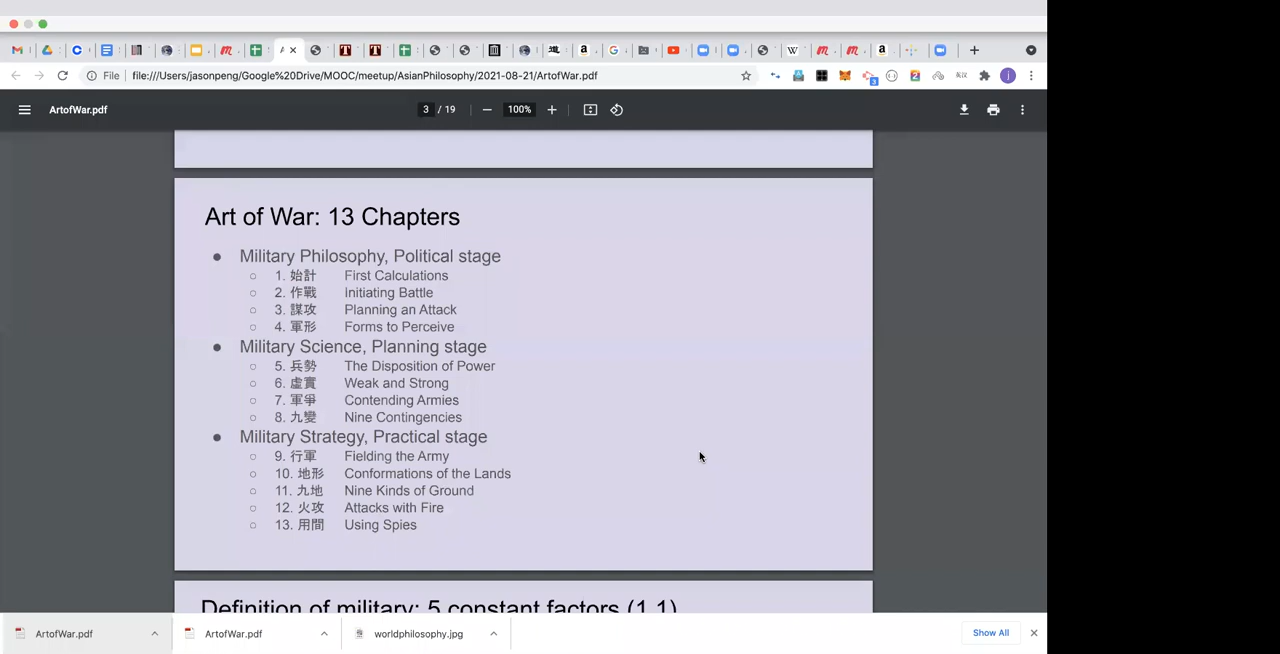 File file:///Users/jasonpeng/Google%20Drive/MOOC/meetup/AsianPhilosophy/2021-08-21/ArtofWar.pdf
ArtofWar.pdf 3 / 19 100%
Art of War: 13 Chapters
Military Philosophy, Political stage
1. 始計 First Calculations
2. 作戰 Initiating Battle
3. 謀攻 Planning an Attack
4. 軍形 Forms to Perceive
Military Science, Planning stage
5. 兵勢 The Disposition of Power
6. 虛實 Weak and Strong
7. 軍爭 Contending Armies
8. 九變 Nine Contingencies
Military Strategy, Practical stage
9. 行軍 Fielding the Army
10. 地形 Conformations of the Lands
11. 九地 Nine Kinds of Ground
12. 火攻 Attacks with Fire
13. 用間 Using Spies
Definition of military: 5 constant factors (1.1)
ArtofWar.pdf ArtofWar.pdf worldphilosophy.jpg Show All